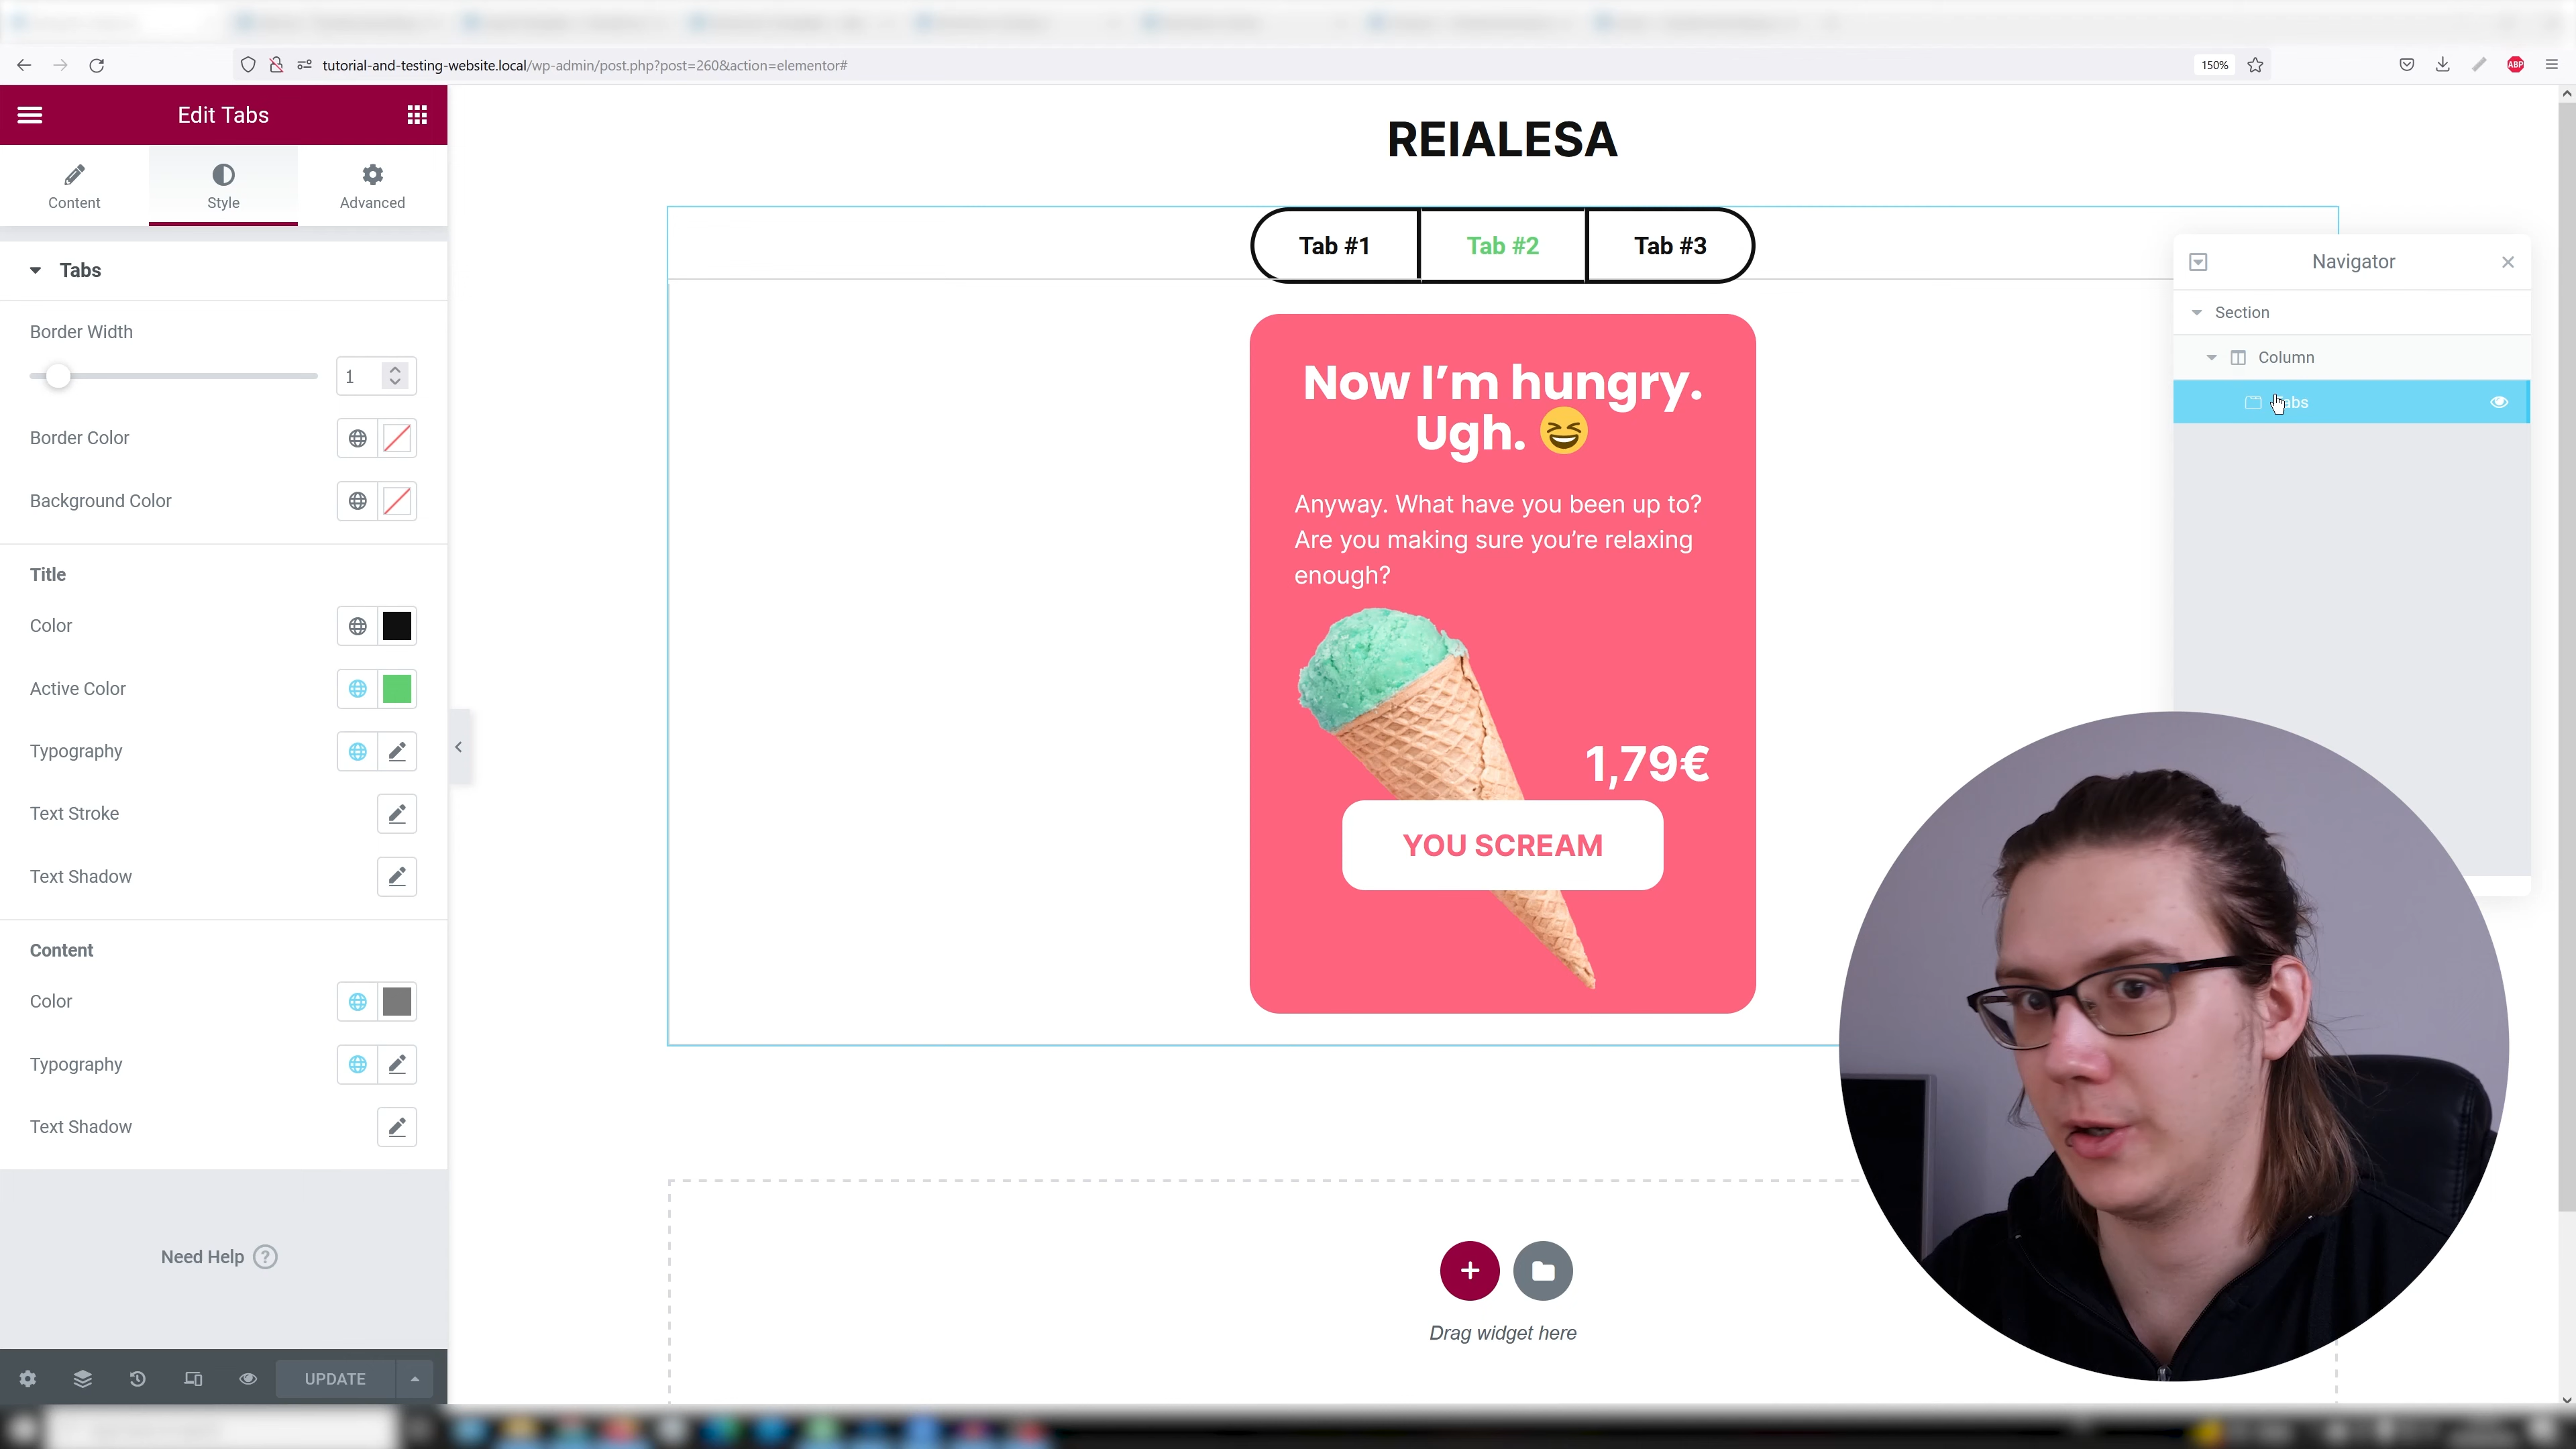 tutorial-and-testing-website.local/wp-admin/post.php?post=260&action=elementor#
150%
ABP
Edit Tabs
Content
Style
Advanced
Tabs
Border Width
1
Border Color
Background Color
Title
Color
Active Color
Typography
Text Stroke
Text Shadow
Content
Color
Typography
Text Shadow
Need Help ?
UPDATE
REIALESA
Tab #1
Tab #2
Tab #3
Now I’m hungry.
Ugh. 😆
Anyway. What have you been up to?
Are you making sure you’re relaxing
enough?
1,79€
YOU SCREAM
Drag widget here
Navigator
Section
Column